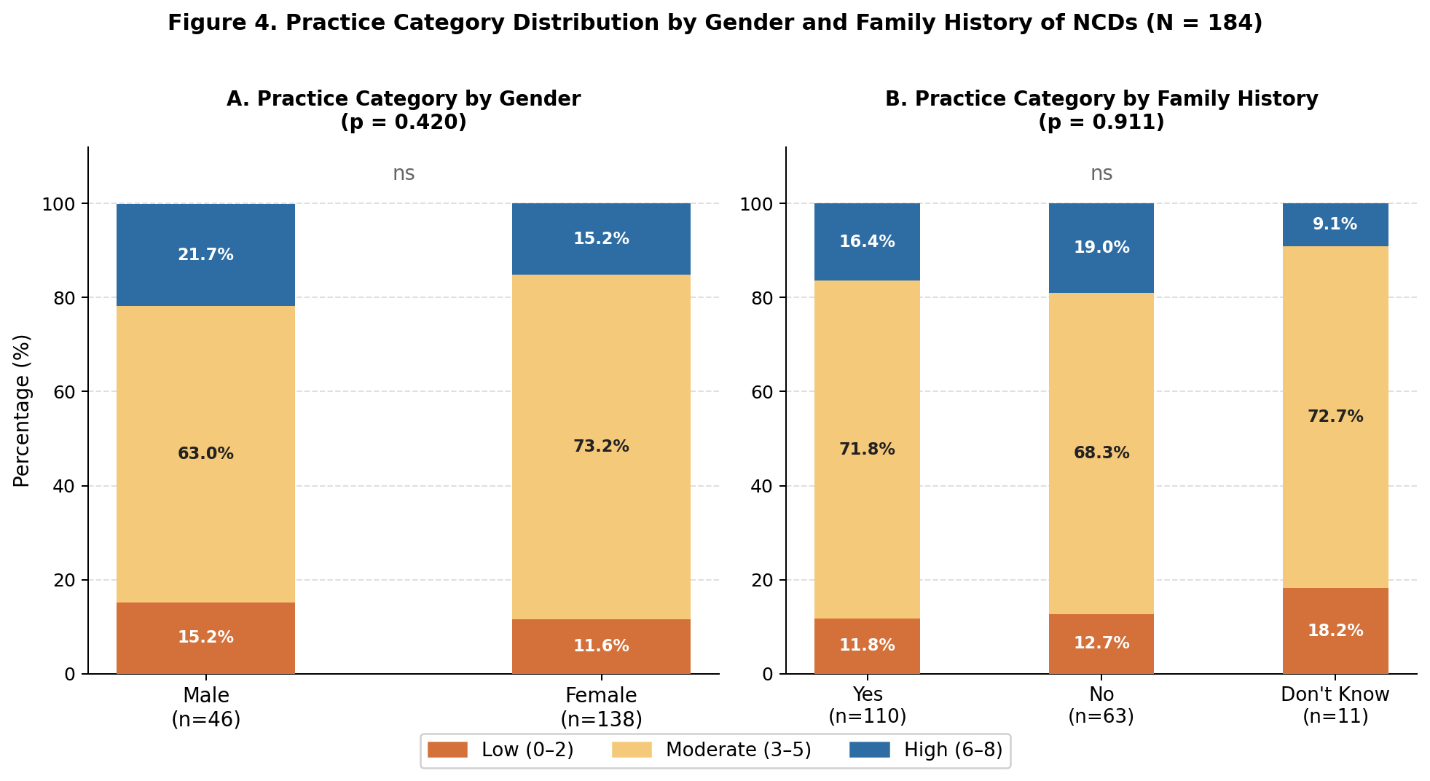 Figure 4. Practice Category Distribution by Gender and Family History of NCDs (N = 184)
A. Practice Category by Gender
(p = 0.420)
ns
Percentage (%)
100
80
60
40
20
0
21.7%
63.0%
15.2%
15.2%
73.2%
11.6%
Male
(n=46)
Female
(n=138)
B. Practice Category by Family History
(p = 0.911)
ns
100
80
60
40
20
0
16.4%
71.8%
11.8%
19.0%
68.3%
12.7%
9.1%
72.7%
18.2%
Yes
(n=110)
No
(n=63)
Don't Know
(n=11)
Low (0–2)
Moderate (3–5)
High (6–8)